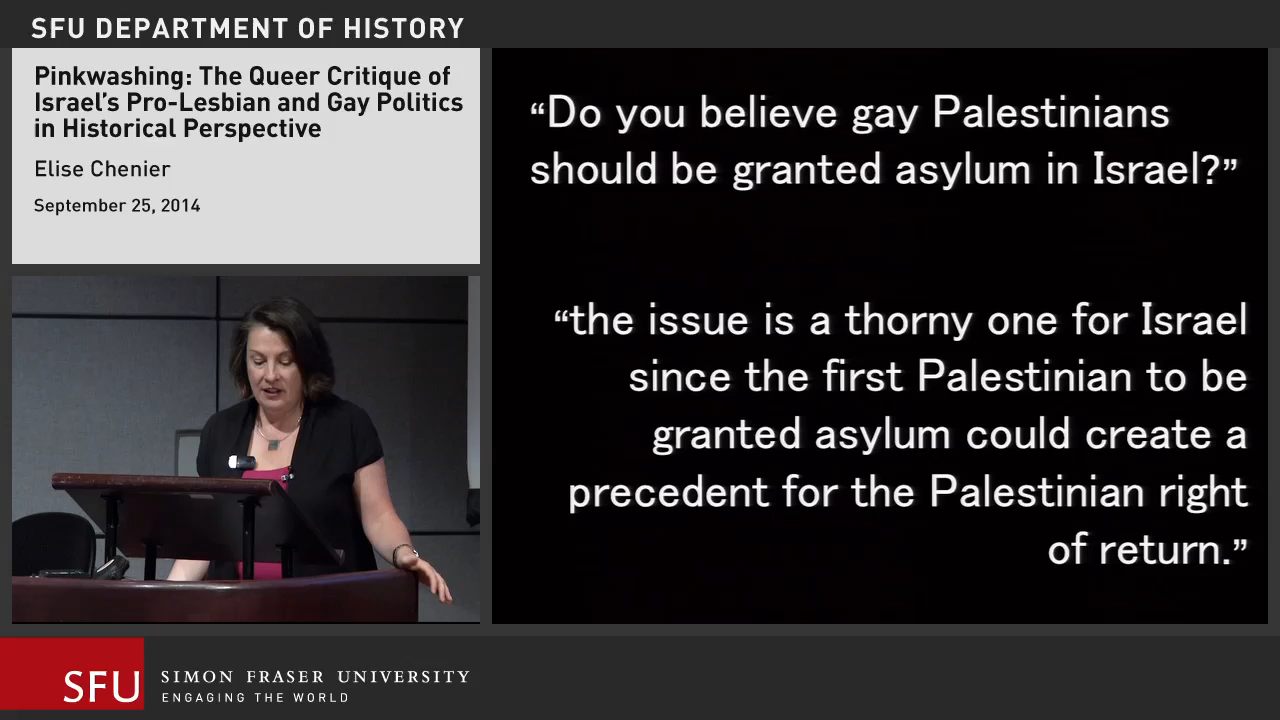 SFU DEPARTMENT OF HISTORY
Pinkwashing: The Queer Critique of
Israel's Pro-Lesbian and Gay Politics
in Historical Perspective
Elise Chenier
September 25, 2014
“Do you believe gay Palestinians
should be granted asylum in Israel?”
“the issue is a thorny one for Israel
since the first Palestinian to be
granted asylum could create a
precedent for the Palestinian right
of return.”
SFU
SIMON FRASER UNIVERSITY
ENGAGING THE WORLD